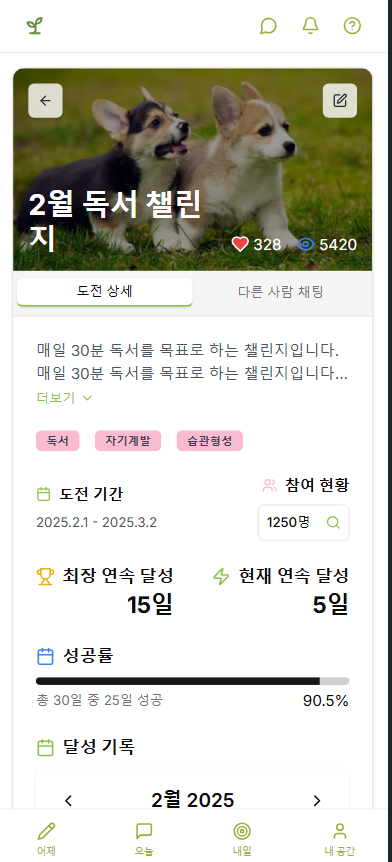 2월 독서 챌린
지
328
5420
도전 상세
다른 사람 채팅
매일 30분 독서를 목표로 하는 챌린지입니다.
매일 30분 독서를 목표로 하는 챌린지입니다...
더보기
독서 자기계발 습관형성
도전 기간
2025.2.1 - 2025.3.2
참여 현황
1250명
최장 연속 달성
15일
현재 연속 달성
5일
성공률
총 30일 중 25일 성공
90.5%
달성 기록
2월 2025
어제
오늘
내일
내 공간